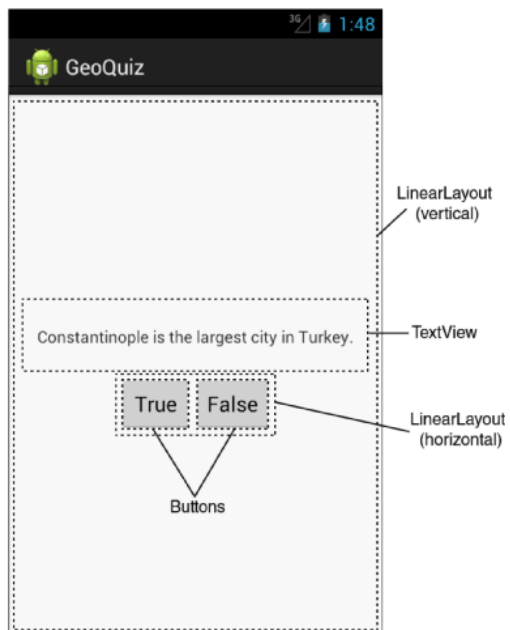 3G 1:48
GeoQuiz
LinearLayout
(vertical)
Constantinople is the largest city in Turkey.
TextView
True False
LinearLayout
(horizontal)
Buttons